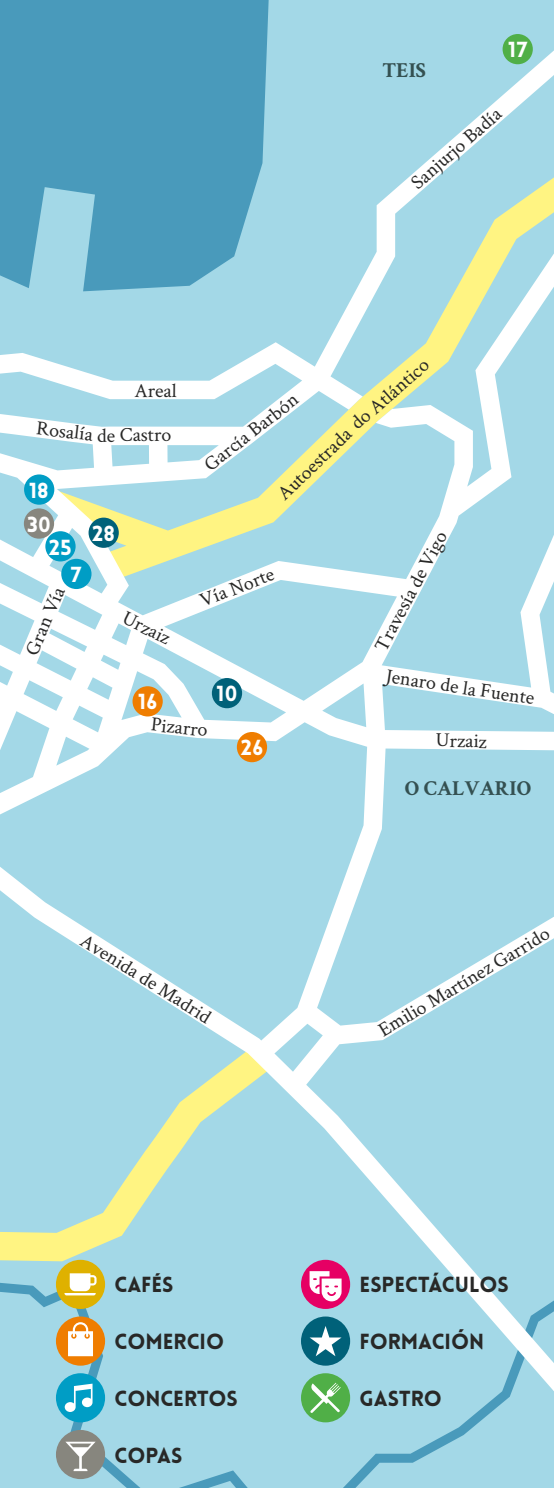 17
TEIS
Sanjurjo Badía
Autoestrada do Atlántico
Areal
García Barbón
Rosalía de Castro
18
30
28
25
7
Travesía de Vigo
Vía Norte
Gran Vía
Urzaiz
Jenaro de la Fuente
10
16
Pizarro
26
Urzaiz
O CALVARIO
Avenida de Madrid
Emilio Martínez Garrido
CAFÉS
COMERCIO
CONCERTOS
COPAS
ESPECTÁCULOS
FORMACIÓN
GASTRO